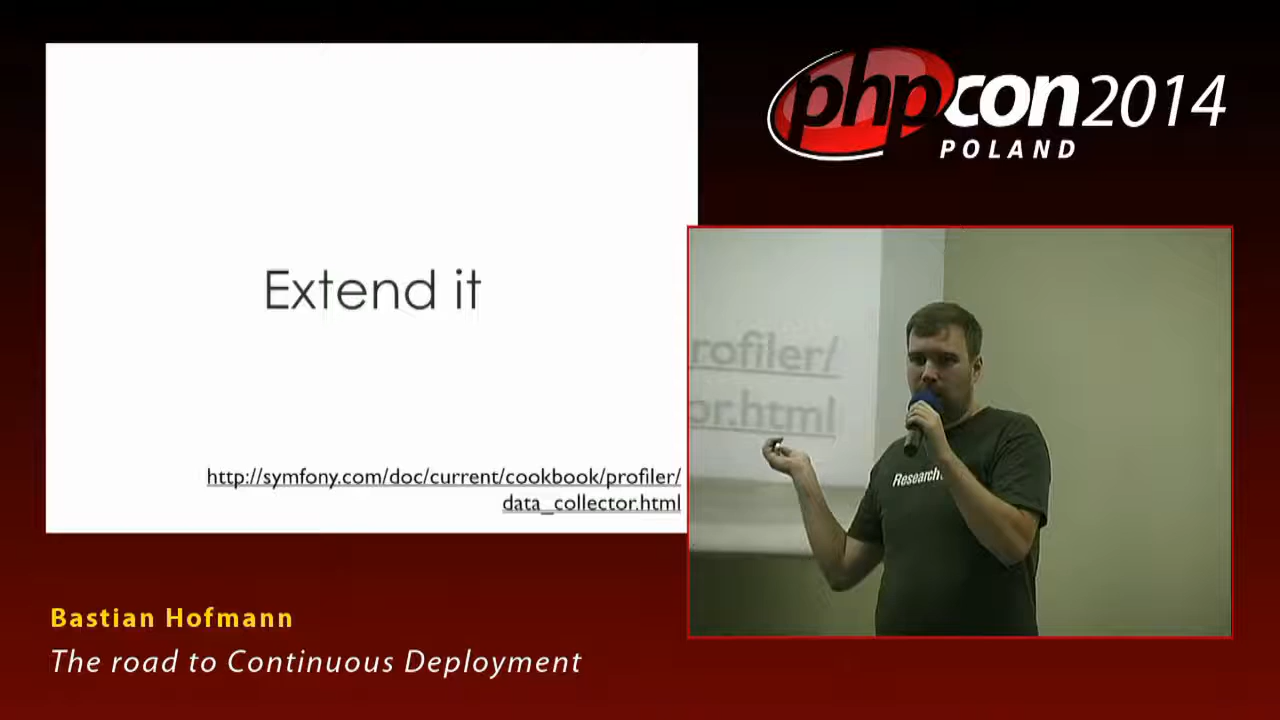 phpcon 2014
POLAND
Extend it
http://symfony.com/doc/current/cookbook/profiler/
data_collector.html
rofiler/
or.html
Research
Bastian Hofmann
The road to Continuous Deployment